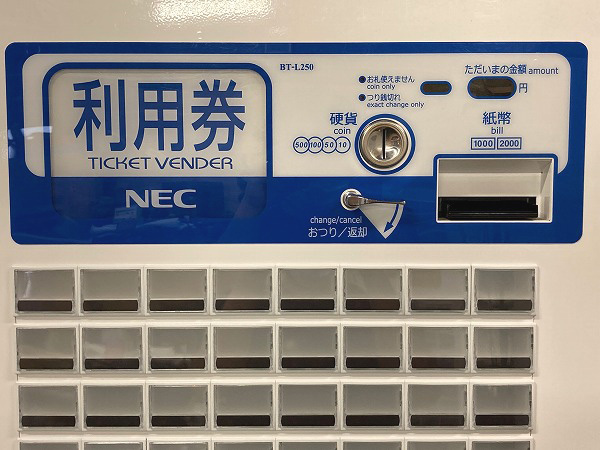 利用券
TICKET VENDER
NEC
BT-L250
●お札使えません
coin only
●つり銭切れ
exact change only
ただいまの金額 amount
円
硬貨
coin
500 100 50 10
紙幣
bill
1000 2000
change/cancel
おつり／返却